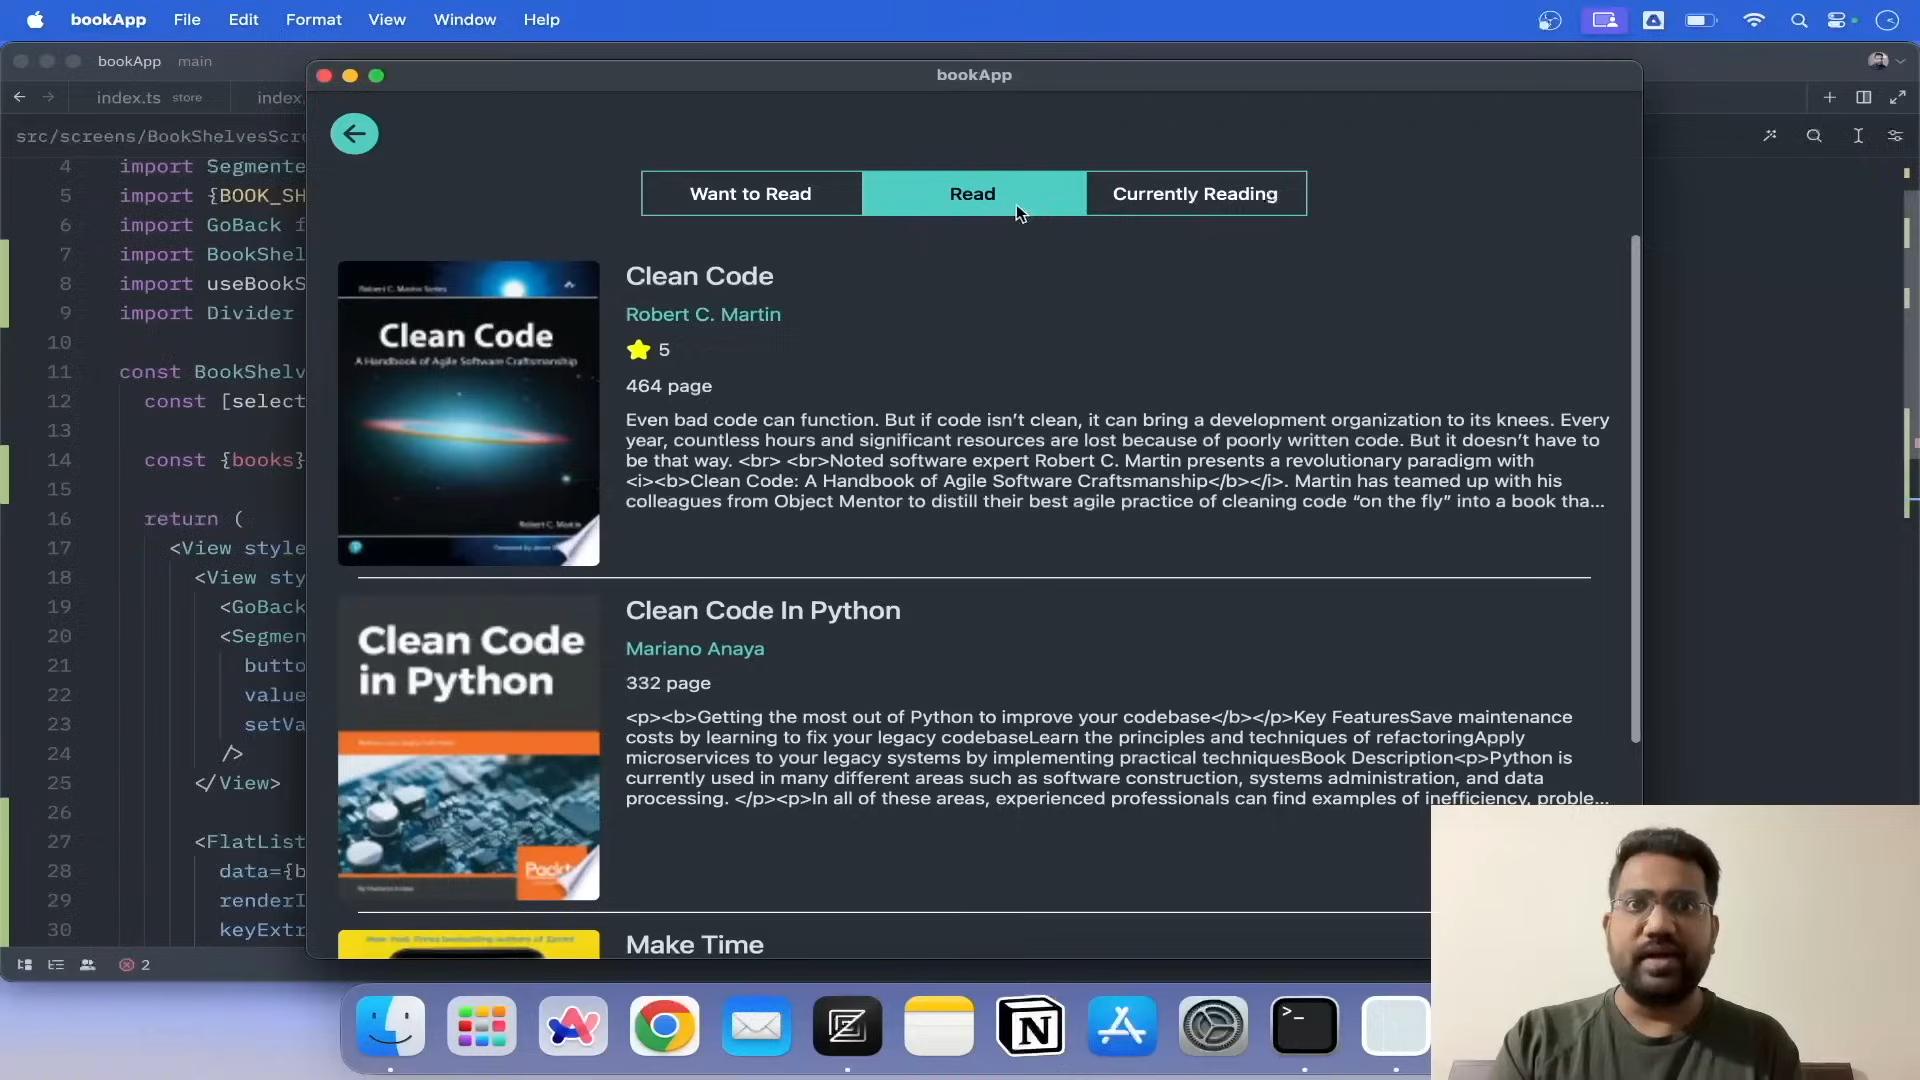 bookApp File Edit Format View Window Help
bookApp main
bookApp
index.ts store index.
src/screens/BookShelvesScre
4 import Segmente
5 import {BOOK_SH
6 import GoBack f
7 import BookShel
8 import useBookS
9 import Divider
10
11 const BookShelv
12 const [select
13
14 const {books}
15
16 return (
17 <View style
18 <View sty
19 <GoBack
20 <Segmen
21 butto
22 value
23 setVa
24 />
25 </View>
26
27 <FlatList
28 data={b
29 renderI
30 keyExtr
2
Want to Read Read Currently Reading
Robert C. Martin Series
Clean Code
A Handbook of Agile Software Craftsmanship
Robert C. Martin
Clean Code
Robert C. Martin
5
464 page
Even bad code can function. But if code isn't clean, it can bring a development organization to its knees. Every
year, countless hours and significant resources are lost because of poorly written code. But it doesn't have to
be that way. <br> <br>Noted software expert Robert C. Martin presents a revolutionary paradigm with
<i><b>Clean Code: A Handbook of Agile Software Craftsmanship</b></i>. Martin has teamed up with his
colleagues from Object Mentor to distill their best agile practice of cleaning code “on the fly” into a book tha...
Clean Code
in Python
Packt
Clean Code In Python
Mariano Anaya
332 page
<p><b>Getting the most out of Python to improve your codebase</b></p>Key FeaturesSave maintenance
costs by learning to fix your legacy codebaseLearn the principles and techniques of refactoringApply
microservices to your legacy systems by implementing practical techniquesBook Description<p>Python is
currently used in many different areas such as software construction, systems administration, and data
processing. </p><p>In all of these areas, experienced professionals can find examples of inefficiency, proble...
Make Time